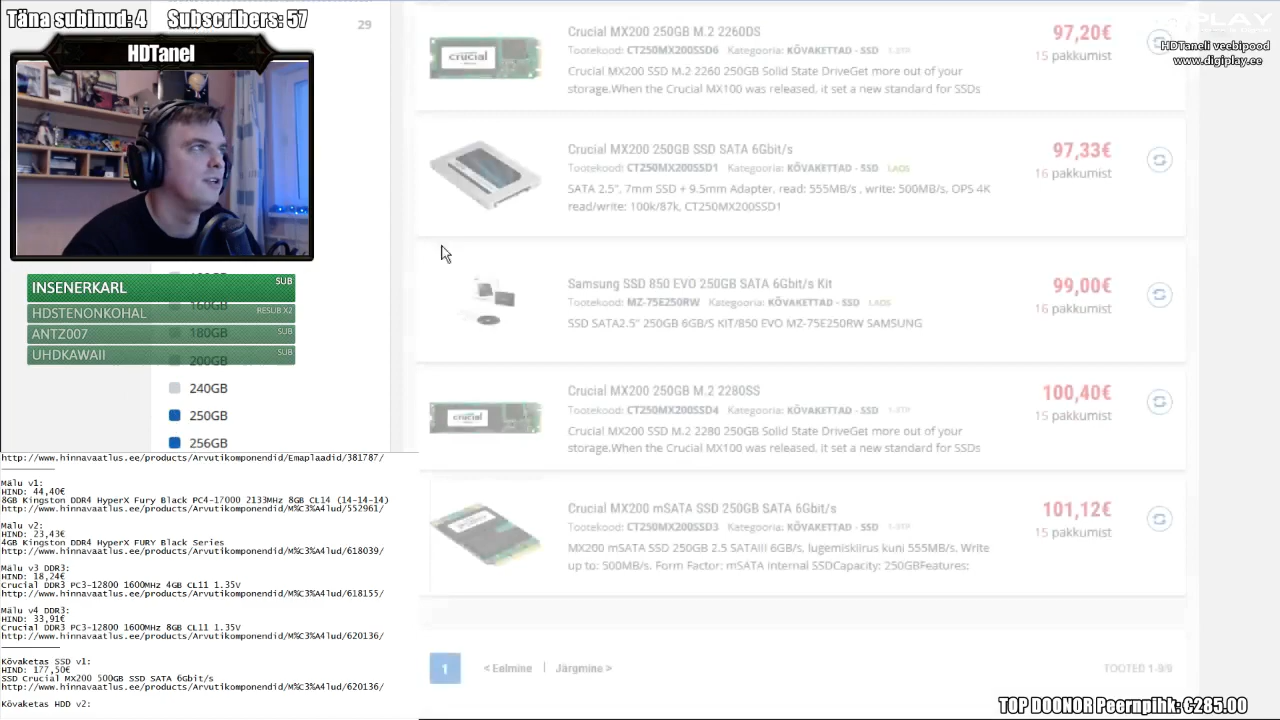 Täna subinud: 4
Subscribers: 57
HDTanel
INSENERKARL SUB
HDSTENONKOHAL RESUB X2
ANTZ007 SUB
UHDKAWAII SUB
29
160GB
180GB
200GB
240GB
250GB
256GB
HDTaneli veebipood
www.digiplay.ee
Crucial MX200 250GB M.2 2260DS
97,20€
Tootekood: CT250MX200SSD6 Kategooria: KÕVAKETTAD - SSD 1-3TP
15 pakkumist
Crucial MX200 SSD M.2 2260 250GB Solid State DriveGet more out of your
storage.When the Crucial MX100 was released, it set a new standard for SSDs
Crucial MX200 250GB SSD SATA 6Gbit/s
97,33€
Tootekood: CT250MX200SSD1 Kategooria: KÕVAKETTAD - SSD LAOS
16 pakkumist
SATA 2.5", 7mm SSD + 9.5mm Adapter, read: 555MB/s , write: 500MB/s, OPS 4K
read/write: 100k/87k, CT250MX200SSD1
Samsung SSD 850 EVO 250GB SATA 6Gbit/s Kit
99,00€
Tootekood: MZ-75E250RW Kategooria: KÕVAKETTAD - SSD LAOS
16 pakkumist
SSD SATA2.5" 250GB 6GB/S KIT/850 EVO MZ-75E250RW SAMSUNG
Crucial MX200 250GB M.2 2280SS
100,40€
Tootekood: CT250MX200SSD4 Kategooria: KÕVAKETTAD - SSD 1-3TP
15 pakkumist
Crucial MX200 SSD M.2 2280 250GB Solid State DriveGet more out of your
storage.When the Crucial MX100 was released, it set a new standard for SSDs
Crucial MX200 mSATA SSD 250GB SATA 6Gbit/s
101,12€
Tootekood: CT250MX200SSD3 Kategooria: KÕVAKETTAD - SSD 1-3TP
15 pakkumist
MX200 mSATA SSD 250GB 2.5 SATAIII 6GB/s, lugemiskiirus kuni 555MB/s. Write
up to: 500MB/s. Form Factor: mSATA Internal SSDCapacity: 250GBFeatures:
1 < Eelmine | Järgmine >
TOOTED 1-9/9
http://www.hinnavaatlus.ee/products/Arvutikomponendid/Emaplaadid/381787/
Mälu v1:
HIND: 44,40€
8GB Kingston DDR4 HyperX Fury Black PC4-17000 2133MHz 8GB CL14 (14-14-14)
http://www.hinnavaatlus.ee/products/Arvutikomponendid/M%C3%A4lud/552961/
Mälu v2:
HIND: 23,43€
4GB Kingston DDR4 HyperX FURY Black Series
http://www.hinnavaatlus.ee/products/Arvutikomponendid/M%C3%A4lud/618039/
Mälu v3 DDR3:
HIND: 18,24€
Crucial DDR3 PC3-12800 1600MHz 4GB CL11 1.35V
http://www.hinnavaatlus.ee/products/Arvutikomponendid/M%C3%A4lud/618155/
Mälu v4 DDR3:
HIND: 33,91€
Crucial DDR3 PC3-12800 1600MHz 8GB CL11 1.35V
http://www.hinnavaatlus.ee/products/Arvutikomponendid/M%C3%A4lud/620136/
Kõvaketas SSD v1:
HIND: 177,50€
SSD Crucial MX200 500GB SSD SATA 6Gbit/s
http://www.hinnavaatlus.ee/products/Arvutikomponendid/M%C3%A4lud/620136/
Kõvaketas HDD v2:
TOP DOONOR Peernpihk: €285.00